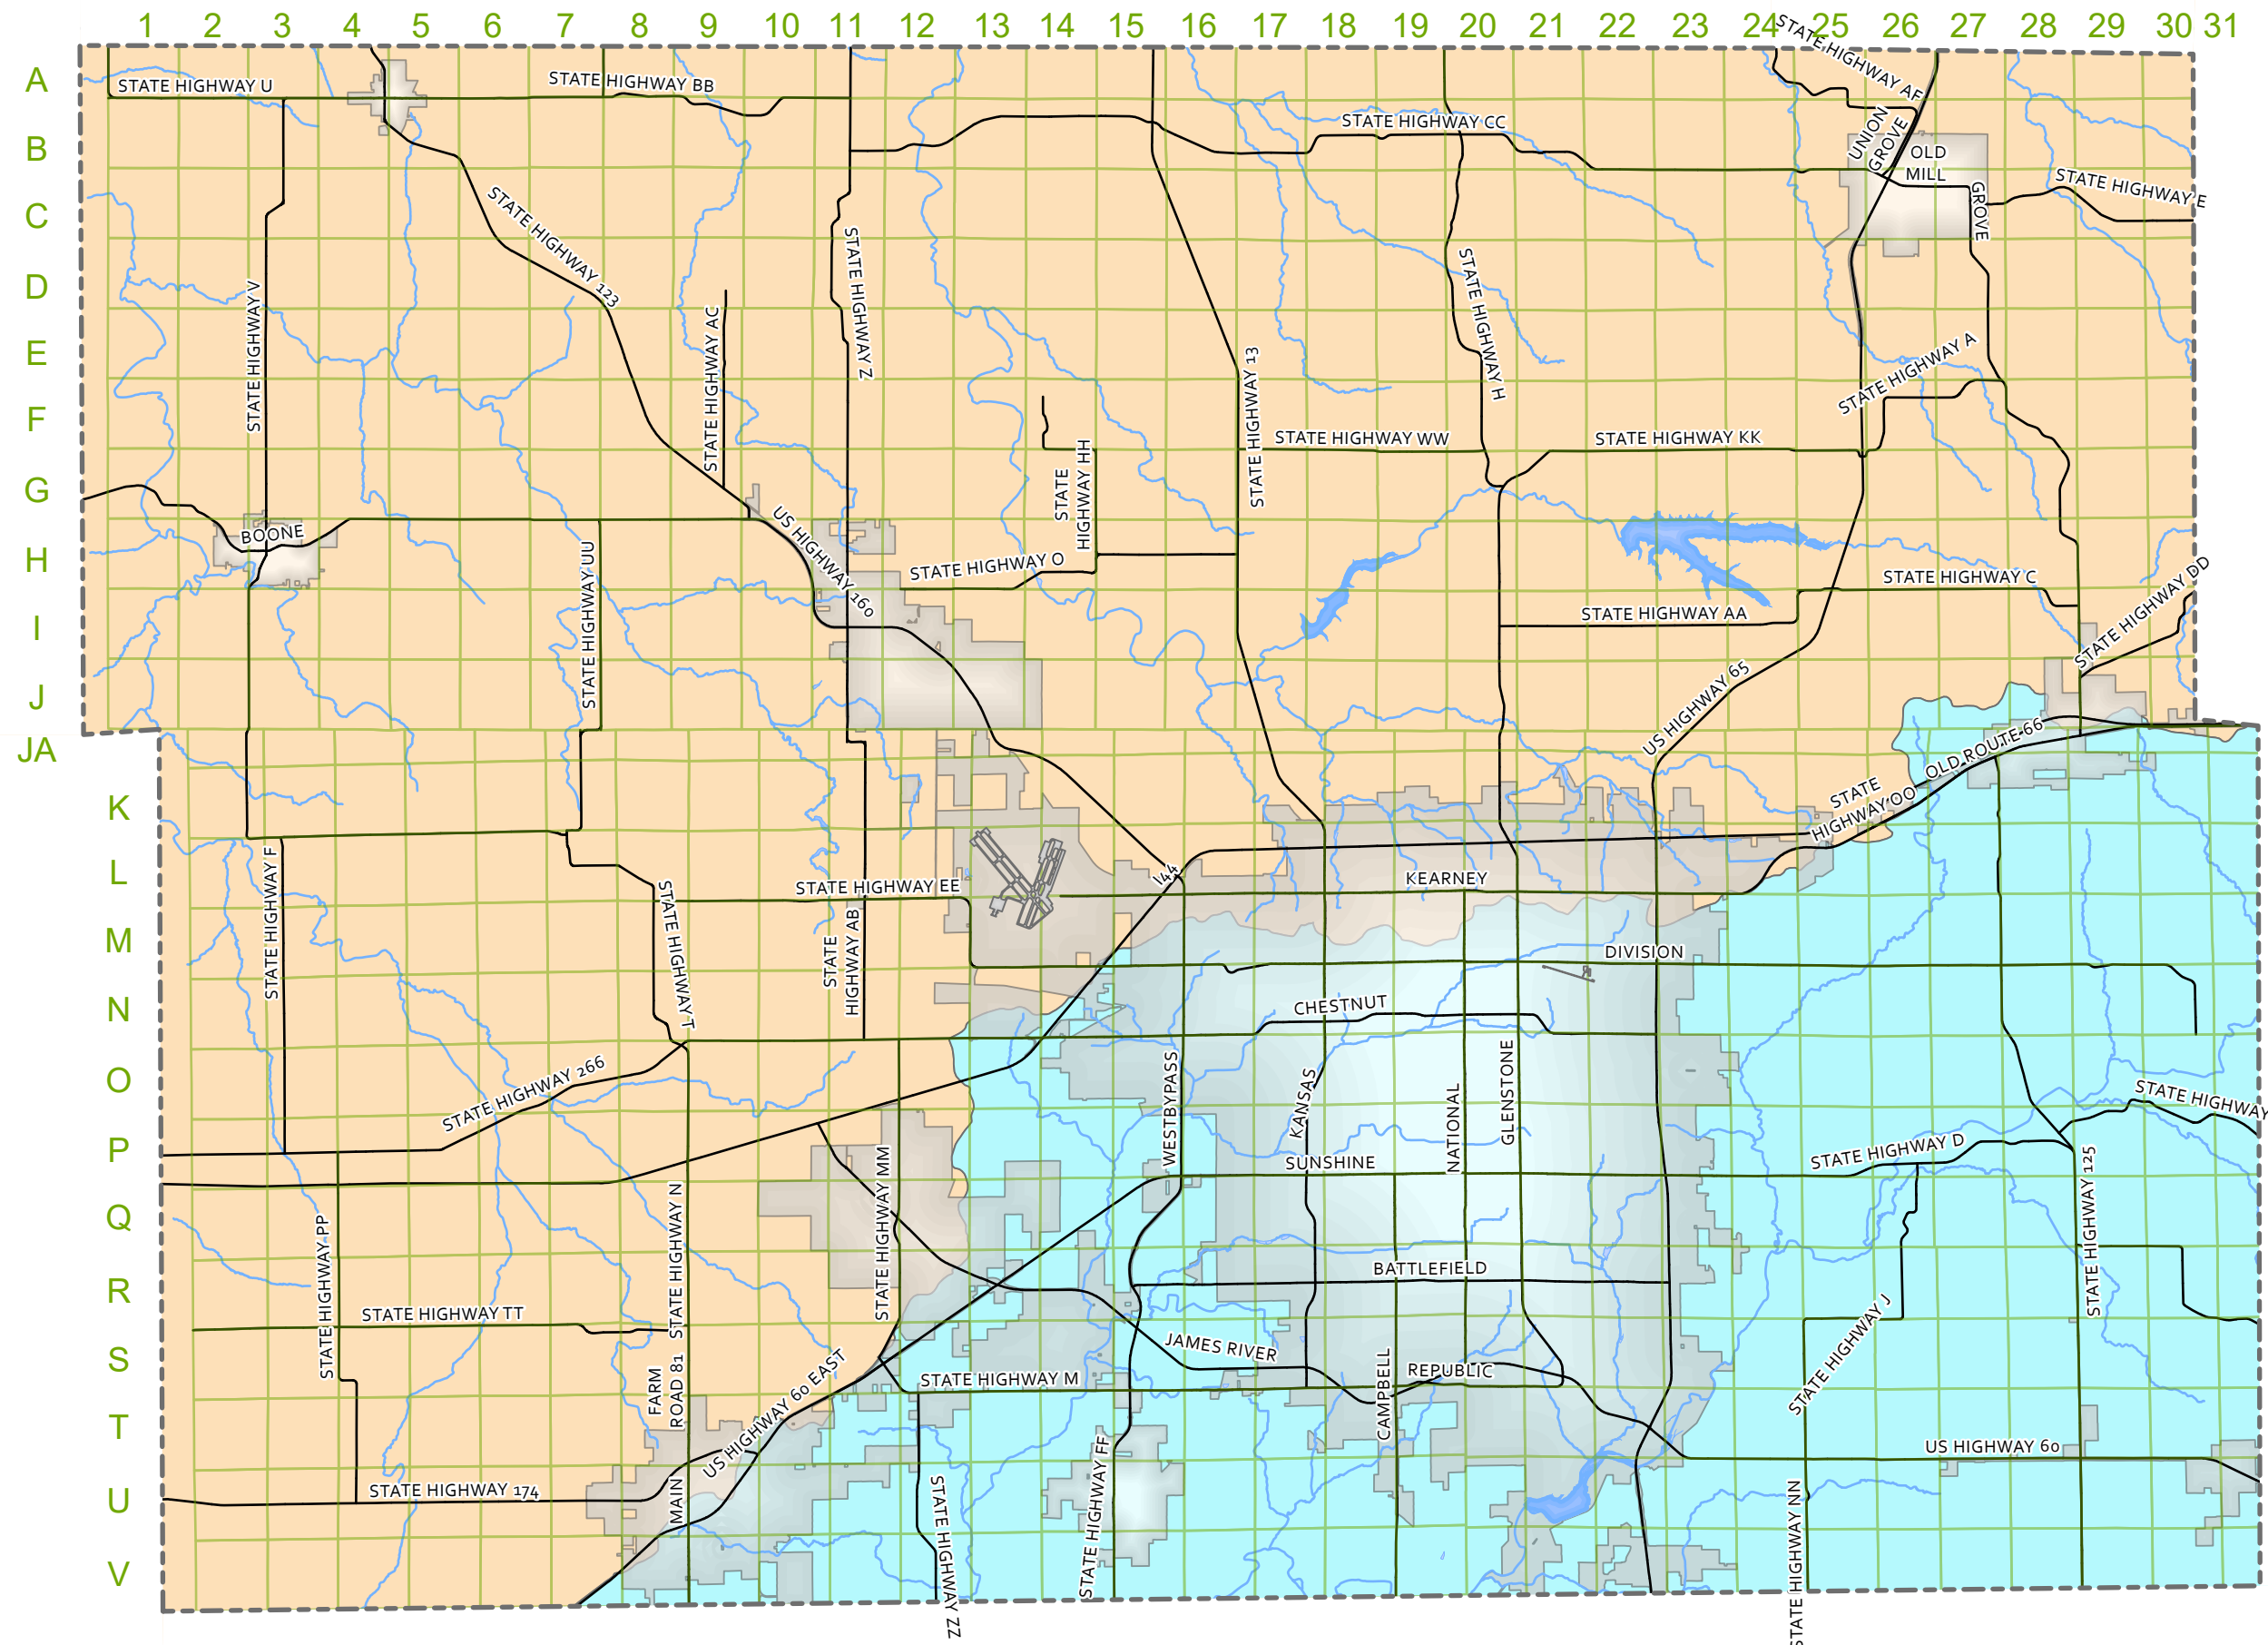 1 2 3 4 5 6 7 8 9 10 11 12 13 14 15 16 17 18 19 20 21 22 23 24 25 26 27 28 29 30 31
A
B
C
D
E
F
G
H
I
J
JA
K
L
M
N
O
P
Q
R
S
T
U
V
STATE HIGHWAY U
STATE HIGHWAY BB
STATE HIGHWAY AF
STATE HIGHWAY CC
UNION
GROVE
OLD
MILL
GROVE
STATE HIGHWAY E
STATE HIGHWAY 123
STATE HIGHWAY Z
STATE HIGHWAY V
STATE HIGHWAY AC
STATE HIGHWAY H
STATE HIGHWAY 13
STATE HIGHWAY A
STATE HIGHWAY WW
STATE HIGHWAY KK
STATE
HIGHWAY HH
BOONE
US HIGHWAY 160
STATE HIGHWAY UU
STATE HIGHWAY O
STATE HIGHWAY C
STATE HIGHWAY DD
STATE HIGHWAY AA
US HIGHWAY 65
OLD ROUTE 66
STATE
HIGHWAY OO
STATE HIGHWAY F
I44
STATE HIGHWAY EE
KEARNEY
STATE HIGHWAY T
STATE
HIGHWAY AB
DIVISION
CHESTNUT
STATE HIGHWAY 266
WESTBYPASS
KANSAS
NATIONAL
GLENSTONE
STATE HIGHWAY
STATE HIGHWAY D
SUNSHINE
STATE HIGHWAY MM
STATE HIGHWAY 125
STATE HIGHWAY PP
STATE HIGHWAY N
BATTLEFIELD
STATE HIGHWAY TT
JAMES RIVER
STATE HIGHWAY J
FARM
ROAD 81
US HIGHWAY 60 EAST
STATE HIGHWAY M
CAMPBELL
REPUBLIC
US HIGHWAY 60
STATE HIGHWAY 174
MAIN
STATE HIGHWAY ZZ
STATE HIGHWAY FF
STATE HIGHWAY NN